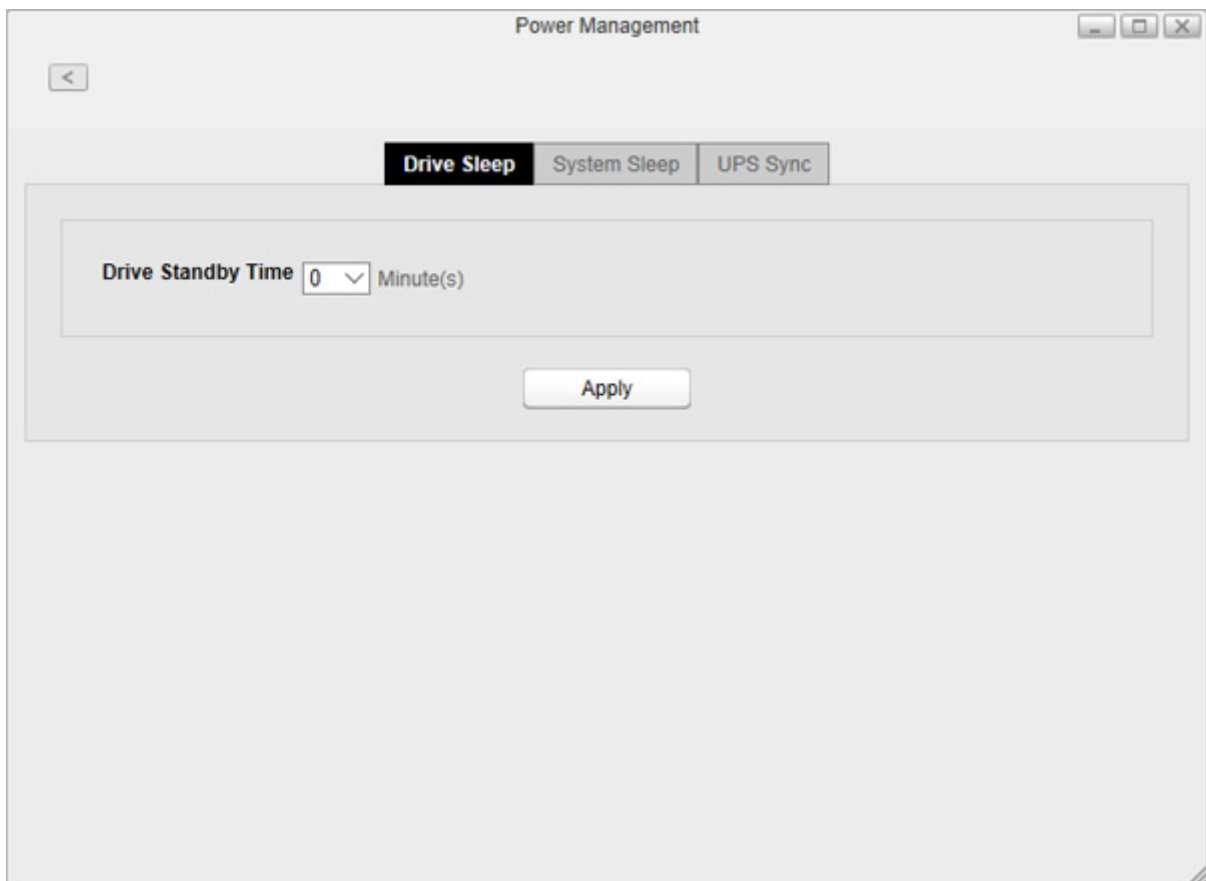 Power Management
<
Drive Sleep System Sleep UPS Sync
Drive Standby Time 0 Minute(s)
Apply